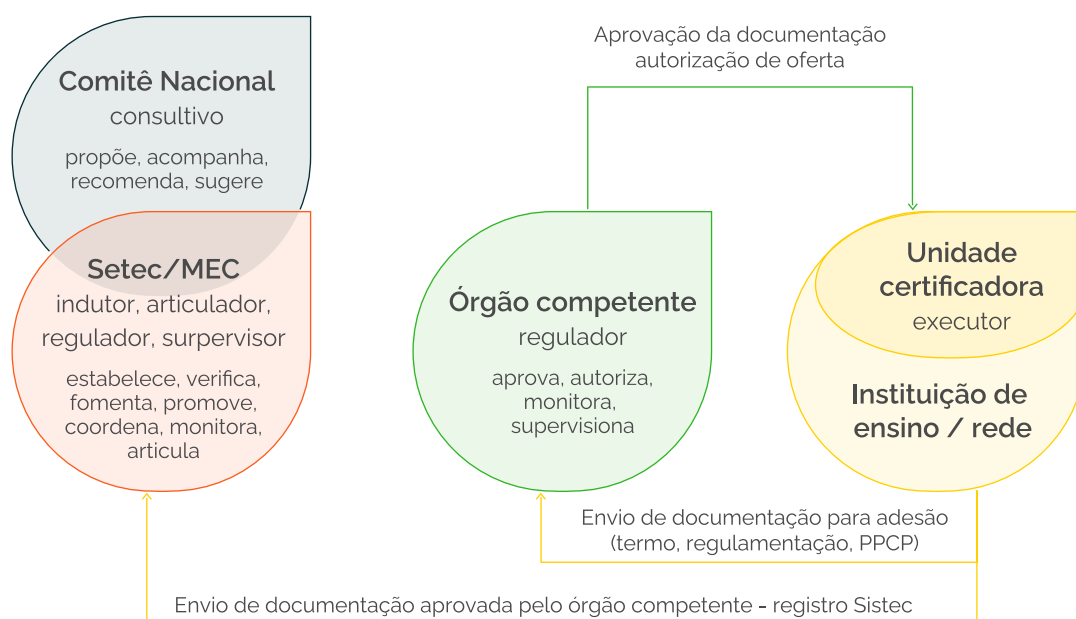 Comitê Nacional
consultivo
propõe, acompanha,
recomenda, sugere
Setec/MEC
indutor, articulador,
regulador, surpervisor
estabelece, verifica,
fomenta, promove,
coordena, monitora,
articula
Aprovação da documentação
autorização de oferta
Órgão competente
regulador
aprova, autoriza,
monitora,
supervisiona
Unidade
certificadora
executor
Instituição de
ensino / rede
Envio de documentação para adesão
(termo, regulamentação, PPCP)
Envio de documentação aprovada pelo órgão competente - registro Sistec